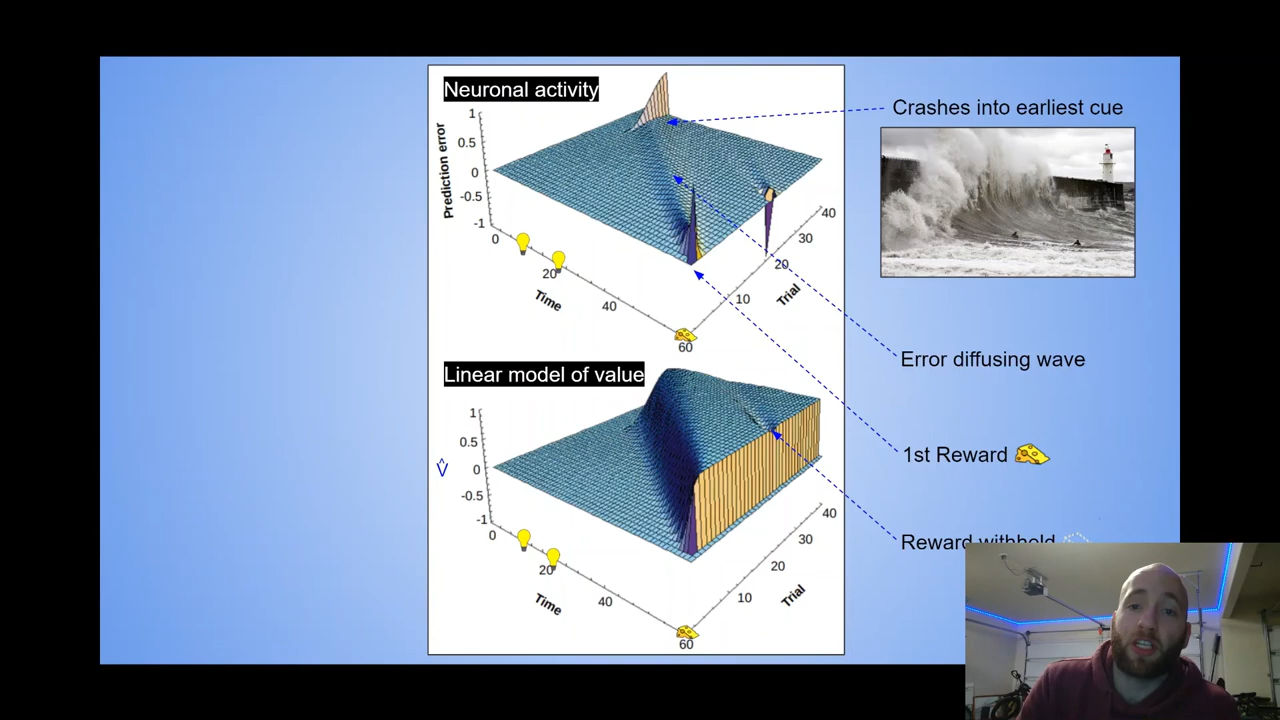 Neuronal activity
Crashes into earliest cue
Prediction error
1
0.5
0
-0.5
-1
0
20
40
60
Time
10
20
30
40
Trial
Error diffusing wave
Linear model of value
1st Reward
V̂
1
0.5
0
-0.5
-1
0
20
40
60
Time
10
20
30
40
Trial
Reward withheld